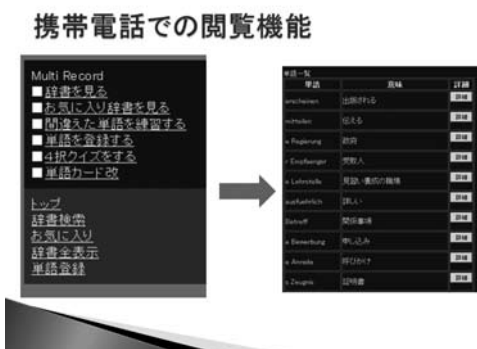 携帯電話での閲覧機能
Multi Record
■辞書を見る
■お気に入り辞書を見る
■間違えた単語を練習する
■単語を登録する
■4択クイズをする
■単語カード改
トップ
辞書検索
お気に入り
辞書全表示
単語登録
単語一覧
単語 意味 詳細
erscheinen 出版される 詳細
mitteilen 伝える 詳細
e Regierung 政府 詳細
r Empfaenger 受取人 詳細
e Lehrstelle 見習い養成の職場 詳細
ausfuehrlich 詳しい 詳細
Betreff 関係事項 詳細
e Bewerbung 申し込み 詳細
e Anrede 呼びかけ 詳細
s Zeugnis 証明書 詳細